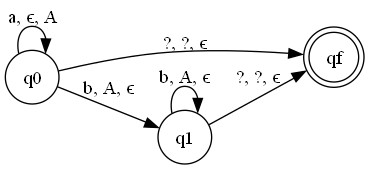 a, ϵ, A
q0
?, ?, ϵ
qf
b, A, ϵ
b, A, ϵ
?, ?, ϵ
q1